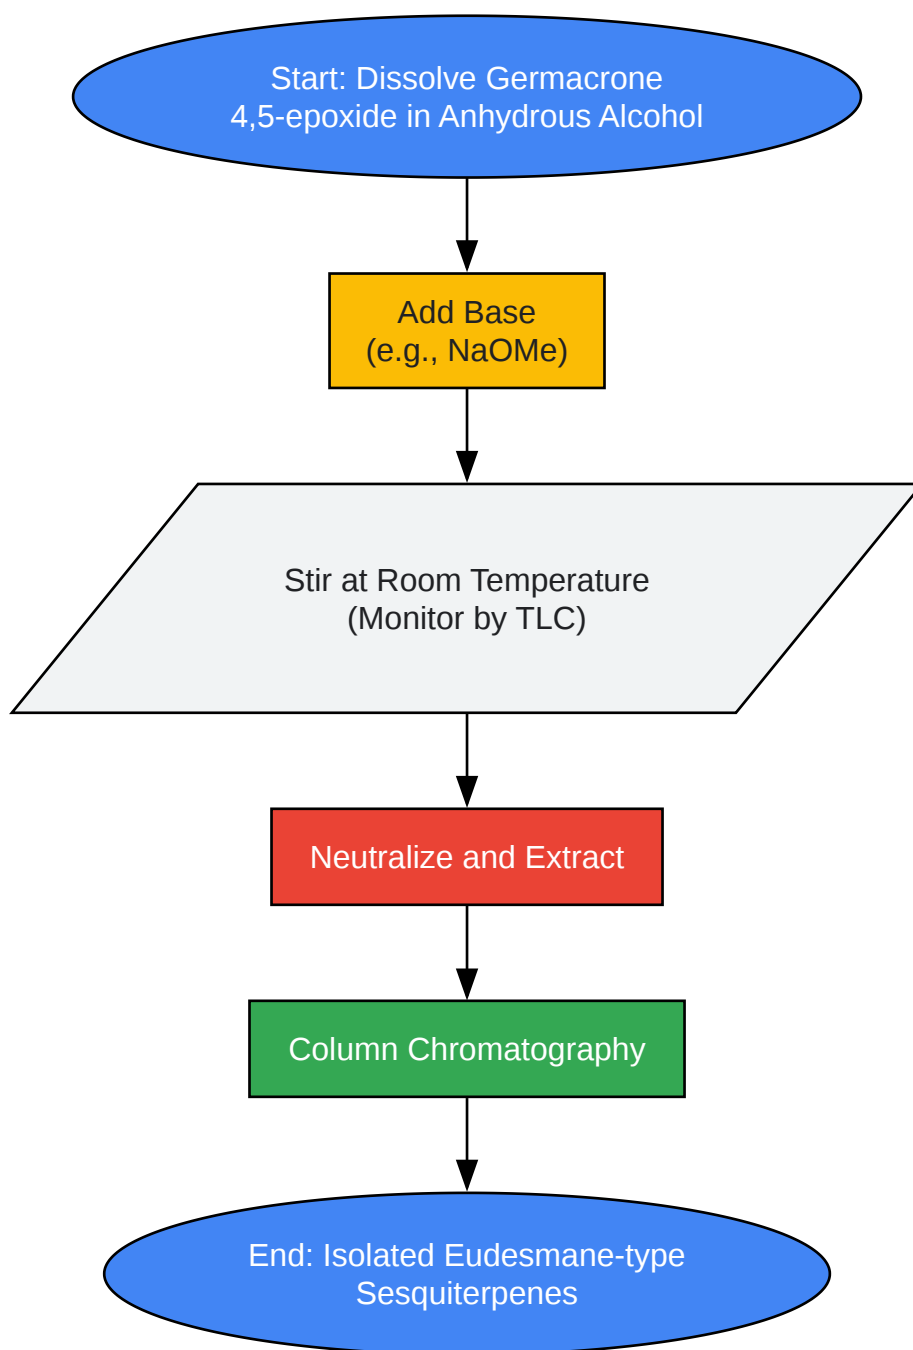 Start: Dissolve Germacrone
4,5-epoxide in Anhydrous Alcohol
Add Base
(e.g., NaOMe)
Stir at Room Temperature
(Monitor by TLC)
Neutralize and Extract
Column Chromatography
End: Isolated Eudesmane-type
Sesquiterpenes